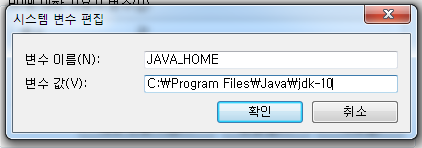 시스템 변수 편집
변수 이름(N):
JAVA_HOME
변수 값(V):
C:₩Program Files₩Java₩jdk-10
확인
취소